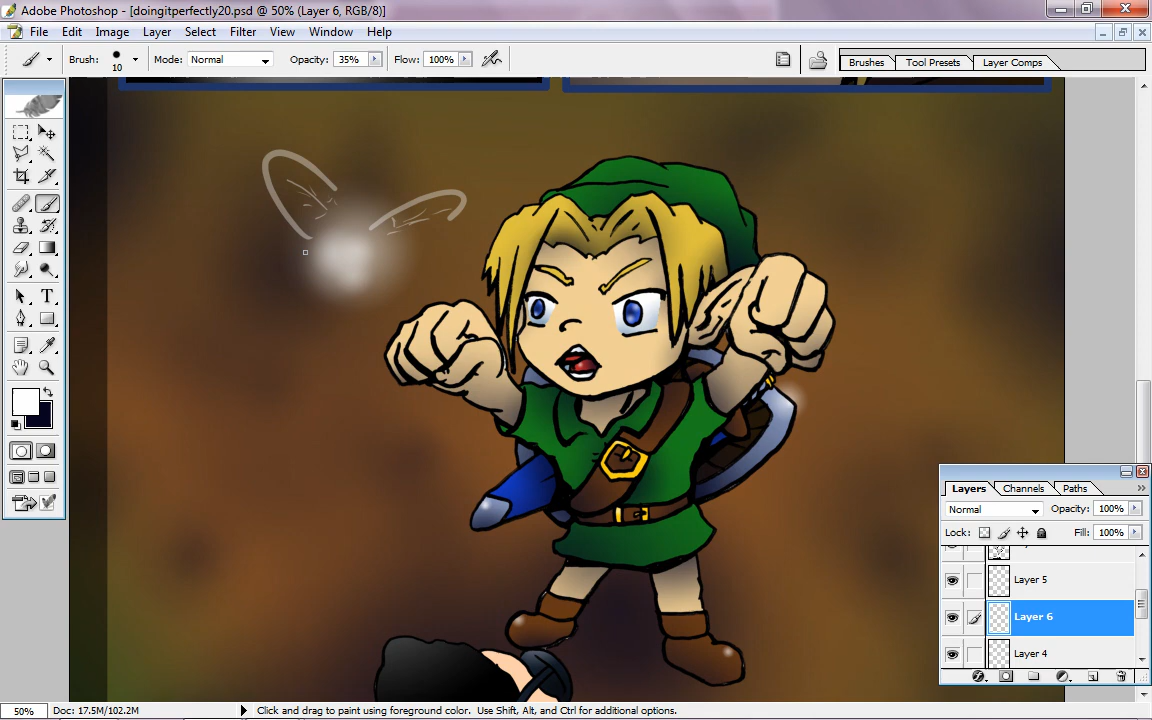 Adobe Photoshop - [doingitperfectly20.psd @ 50% (Layer 6, RGB/8)]
File Edit Image Layer Select Filter View Window Help
Brush: 10 Mode: Normal Opacity: 35% Flow: 100% Brushes Tool Presets Layer Comps
T
Layers Channels Paths
Normal Opacity: 100%
Lock: Fill: 100%
Layer 5
Layer 6
Layer 4
50% Doc: 17.5M/102.2M Click and drag to paint using foreground color. Use Shift, Alt, and Ctrl for additional options.